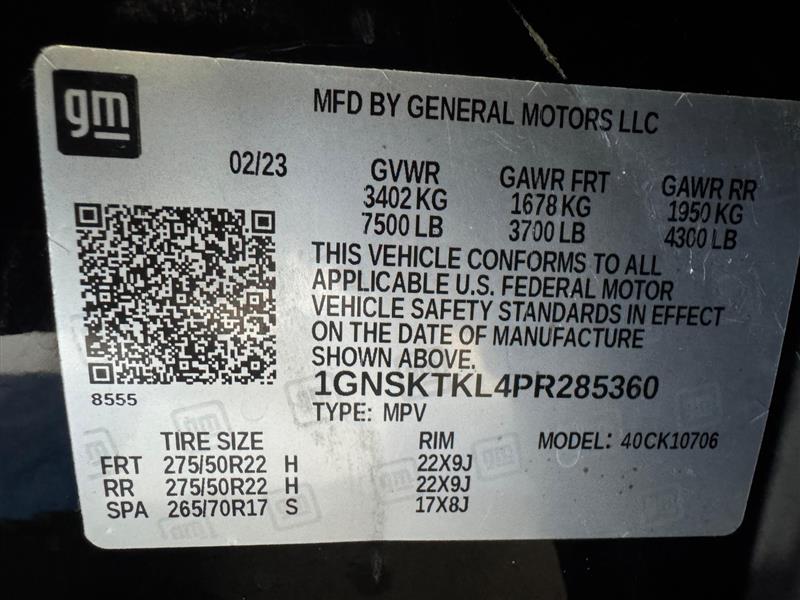 gm
MFD BY GENERAL MOTORS LLC
02/23 GVWR GAWR FRT GAWR RR
3402 KG 1678 KG 1950 KG
7500 LB 3700 LB 4300 LB
THIS VEHICLE CONFORMS TO ALL
APPLICABLE U.S. FEDERAL MOTOR
VEHICLE SAFETY STANDARDS IN EFFECT
ON THE DATE OF MANUFACTURE
SHOWN ABOVE.
8555
1GNSKTKL4PR285360
TYPE: MPV
TIRE SIZE RIM MODEL: 40CK10706
FRT 275/50R22 H 22X9J
RR 275/50R22 H 22X9J
SPA 265/70R17 S 17X8J